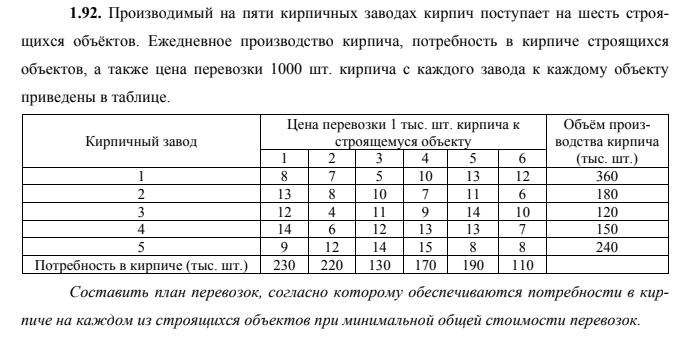 1.92. Производимый на пяти кирпичных заводах кирпич поступает на шесть строя-
щихся объёктов. Ежедневное производство кирпича, потребность в кирпиче строящихся
объектов, а также цена перевозки 1000 шт. кирпича с каждого завода к каждому объекту
приведены в таблице.
Кирпичный завод
Цена перевозки 1 тыс. шт. кирпича к
строящемуся объекту
Объём произ-
водства кирпича
(тыс. шт.)
1 2 3 4 5 6
1 8 7 5 10 13 12 360
2 13 8 10 7 11 6 180
3 12 4 11 9 14 10 120
4 14 6 12 13 13 7 150
5 9 12 14 15 8 8 240
Потребность в кирпиче (тыс. шт.) 230 220 130 170 190 110
Составить план перевозок, согласно которому обеспечиваются потребности в кир-
пиче на каждом из строящихся объектов при минимальной общей стоимости перевозок.